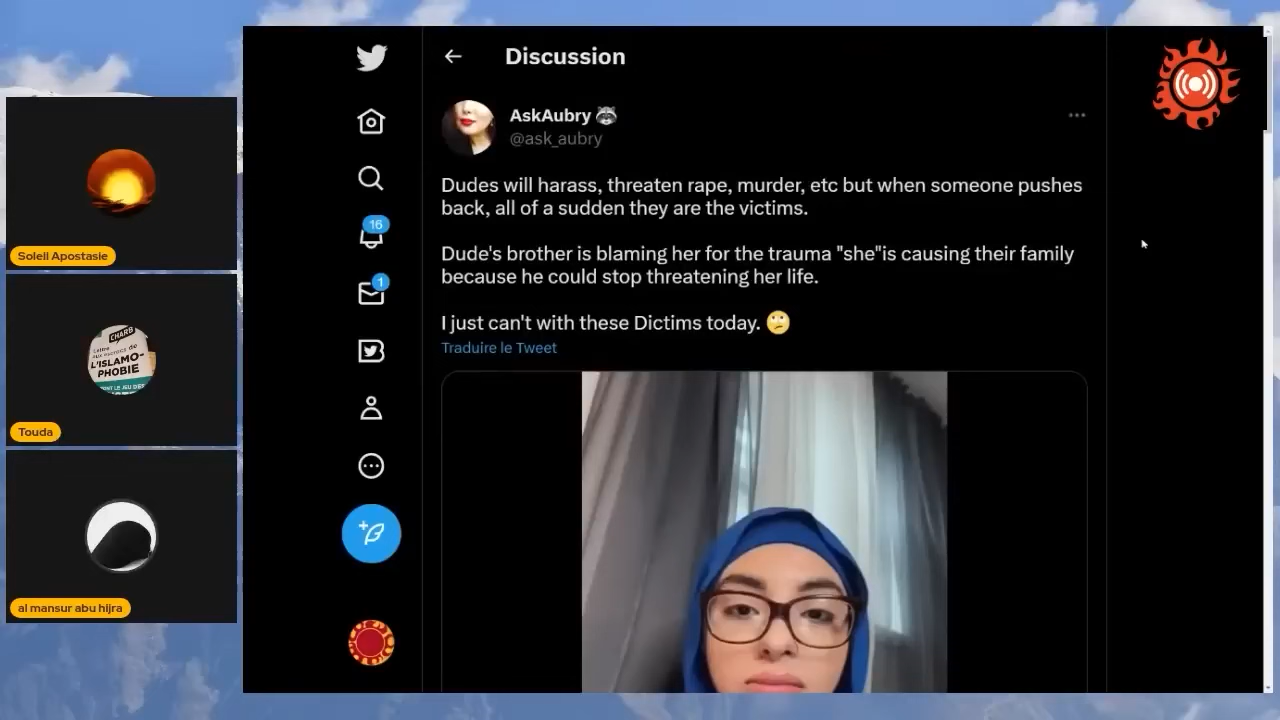 Discussion
AskAubry 🦝
@ask_aubry
Dudes will harass, threaten rape, murder, etc but when someone pushes
back, all of a sudden they are the victims.
Dude's brother is blaming her for the trauma "she"is causing their family
because he could stop threatening her life.
I just can't with these Dictims today. 🙄
Traduire le Tweet
16
1
Soleil Apostasie
CHARB
Lettre
L'ISLAMO-
PHOBIE
Touda
al mansur abu hijra